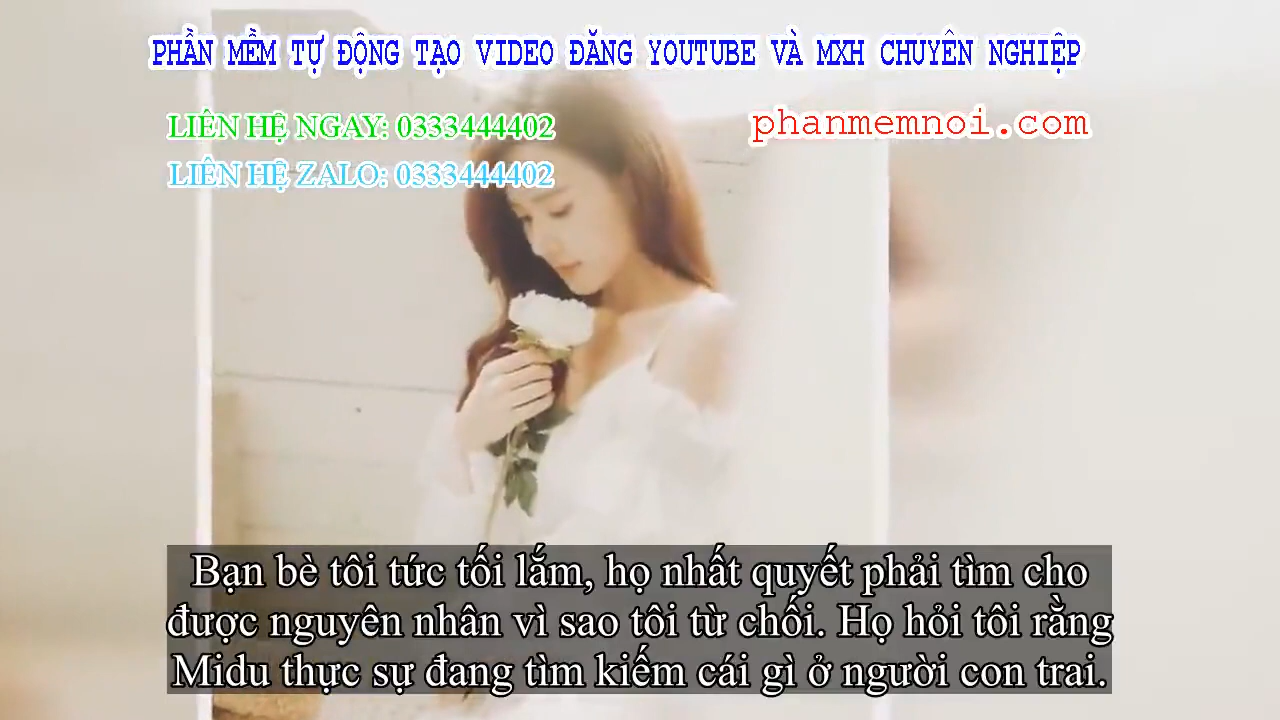 PHẦN MỀM TỰ ĐỘNG TẠO VIDEO ĐĂNG YOUTUBE VÀ MXH CHUYÊN NGHIỆP
LIÊN HỆ NGAY: 0333444402
phanmemnoi.com
LIÊN HỆ ZALO: 0333444402
Bạn bè tôi tức tối lắm, họ nhất quyết phải tìm cho
được nguyên nhân vì sao tôi từ chối. Họ hỏi tôi rằng
Midu thực sự đang tìm kiếm cái gì ở người con trai.